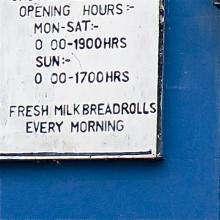 OPENING HOURS:-
MON-SAT:-
0 00-1900HRS
SUN:-
0 00-1700HRS
FRESH MILK BREADROLLS
EVERY MORNING